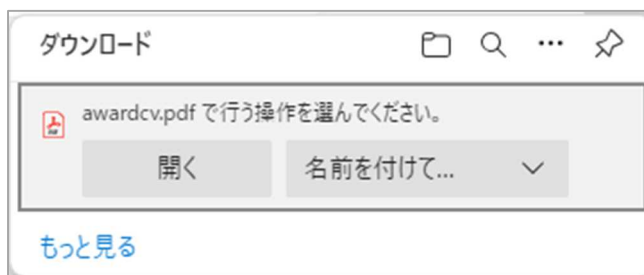 ダウンロード
awardcv.pdf で行う操作を選んでください。
開く
名前を付けて...
もっと見る